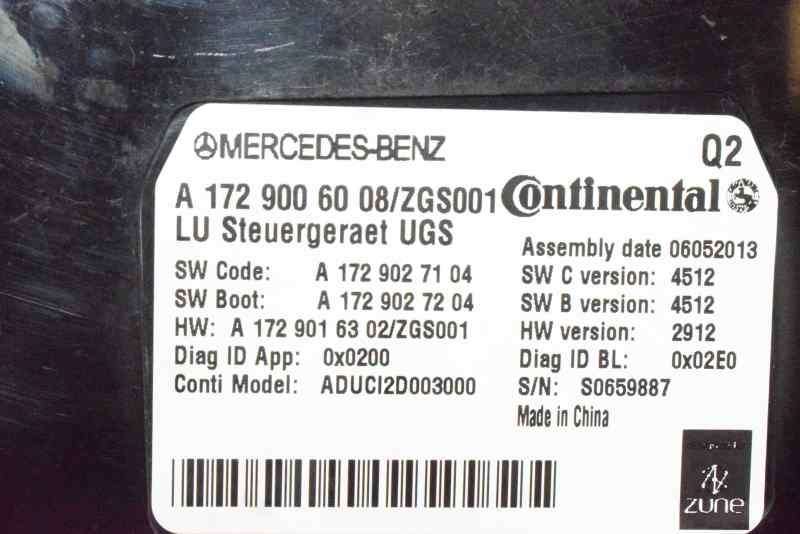 MERCEDES-BENZ Q2
A 172 900 60 08/ZGS001 Continental
LU Steuergeraet UGS
Assembly date 06052013
SW Code: A 172 902 71 04 SW C version: 4512
SW Boot: A 172 902 72 04 SW B version: 4512
HW: A 172 901 63 02/ZGS001 HW version: 2912
Diag ID App: 0x0200 Diag ID BL: 0x02E0
Conti Model: ADUCI2D003000 S/N: S0659887
Made in China
zune